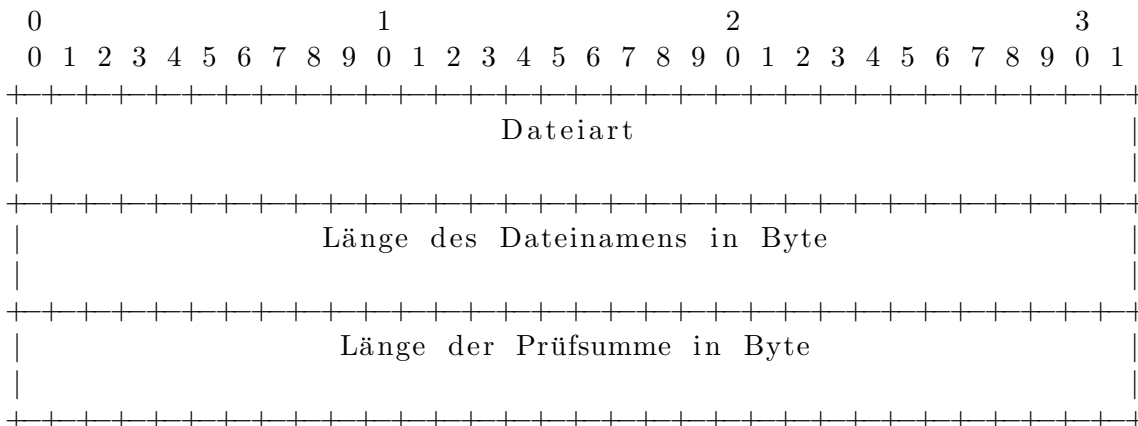 0 1 2 3
0 1 2 3 4 5 6 7 8 9 0 1 2 3 4 5 6 7 8 9 0 1 2 3 4 5 6 7 8 9 0 1
+-+-+-+-+-+-+-+-+-+-+-+-+-+-+-+-+-+-+-+-+-+-+-+-+-+-+-+-+-+-+-+-+
| Dateiart |
| |
+-+-+-+-+-+-+-+-+-+-+-+-+-+-+-+-+-+-+-+-+-+-+-+-+-+-+-+-+-+-+-+-+
| Länge des Dateinamens in Byte |
| |
+-+-+-+-+-+-+-+-+-+-+-+-+-+-+-+-+-+-+-+-+-+-+-+-+-+-+-+-+-+-+-+-+
| Länge der Prüfsumme in Byte |
| |
+-+-+-+-+-+-+-+-+-+-+-+-+-+-+-+-+-+-+-+-+-+-+-+-+-+-+-+-+-+-+-+-+